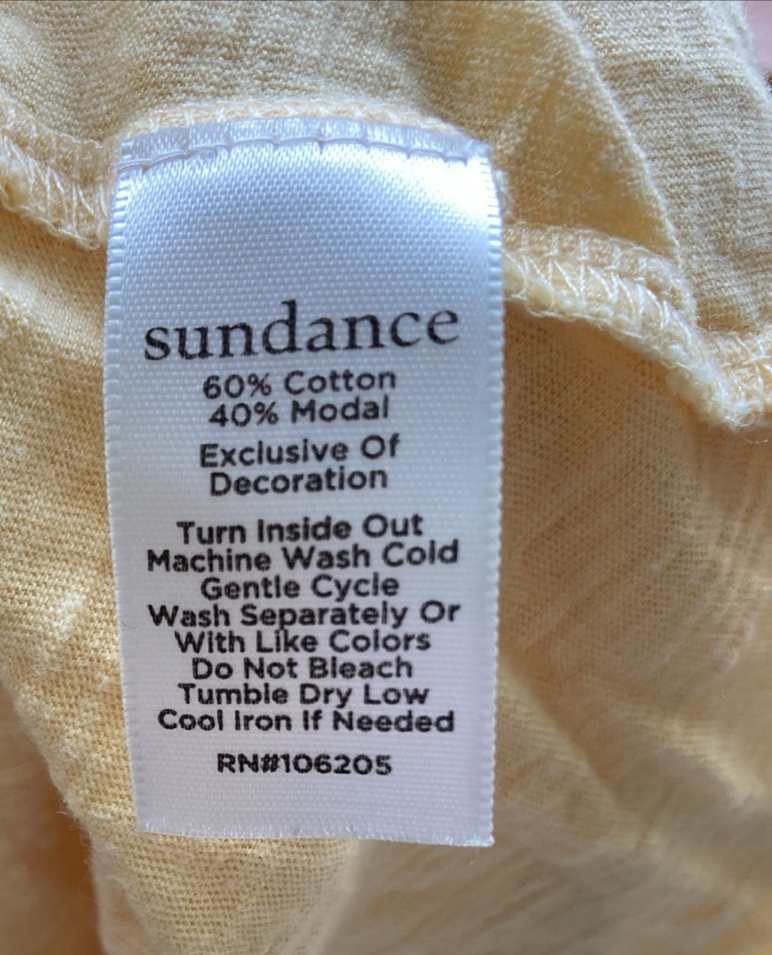 sundance
60% Cotton
40% Modal
Exclusive Of
Decoration
Turn Inside Out
Machine Wash Cold
Gentle Cycle
Wash Separately Or
With Like Colors
Do Not Bleach
Tumble Dry Low
Cool Iron If Needed
RN#106205